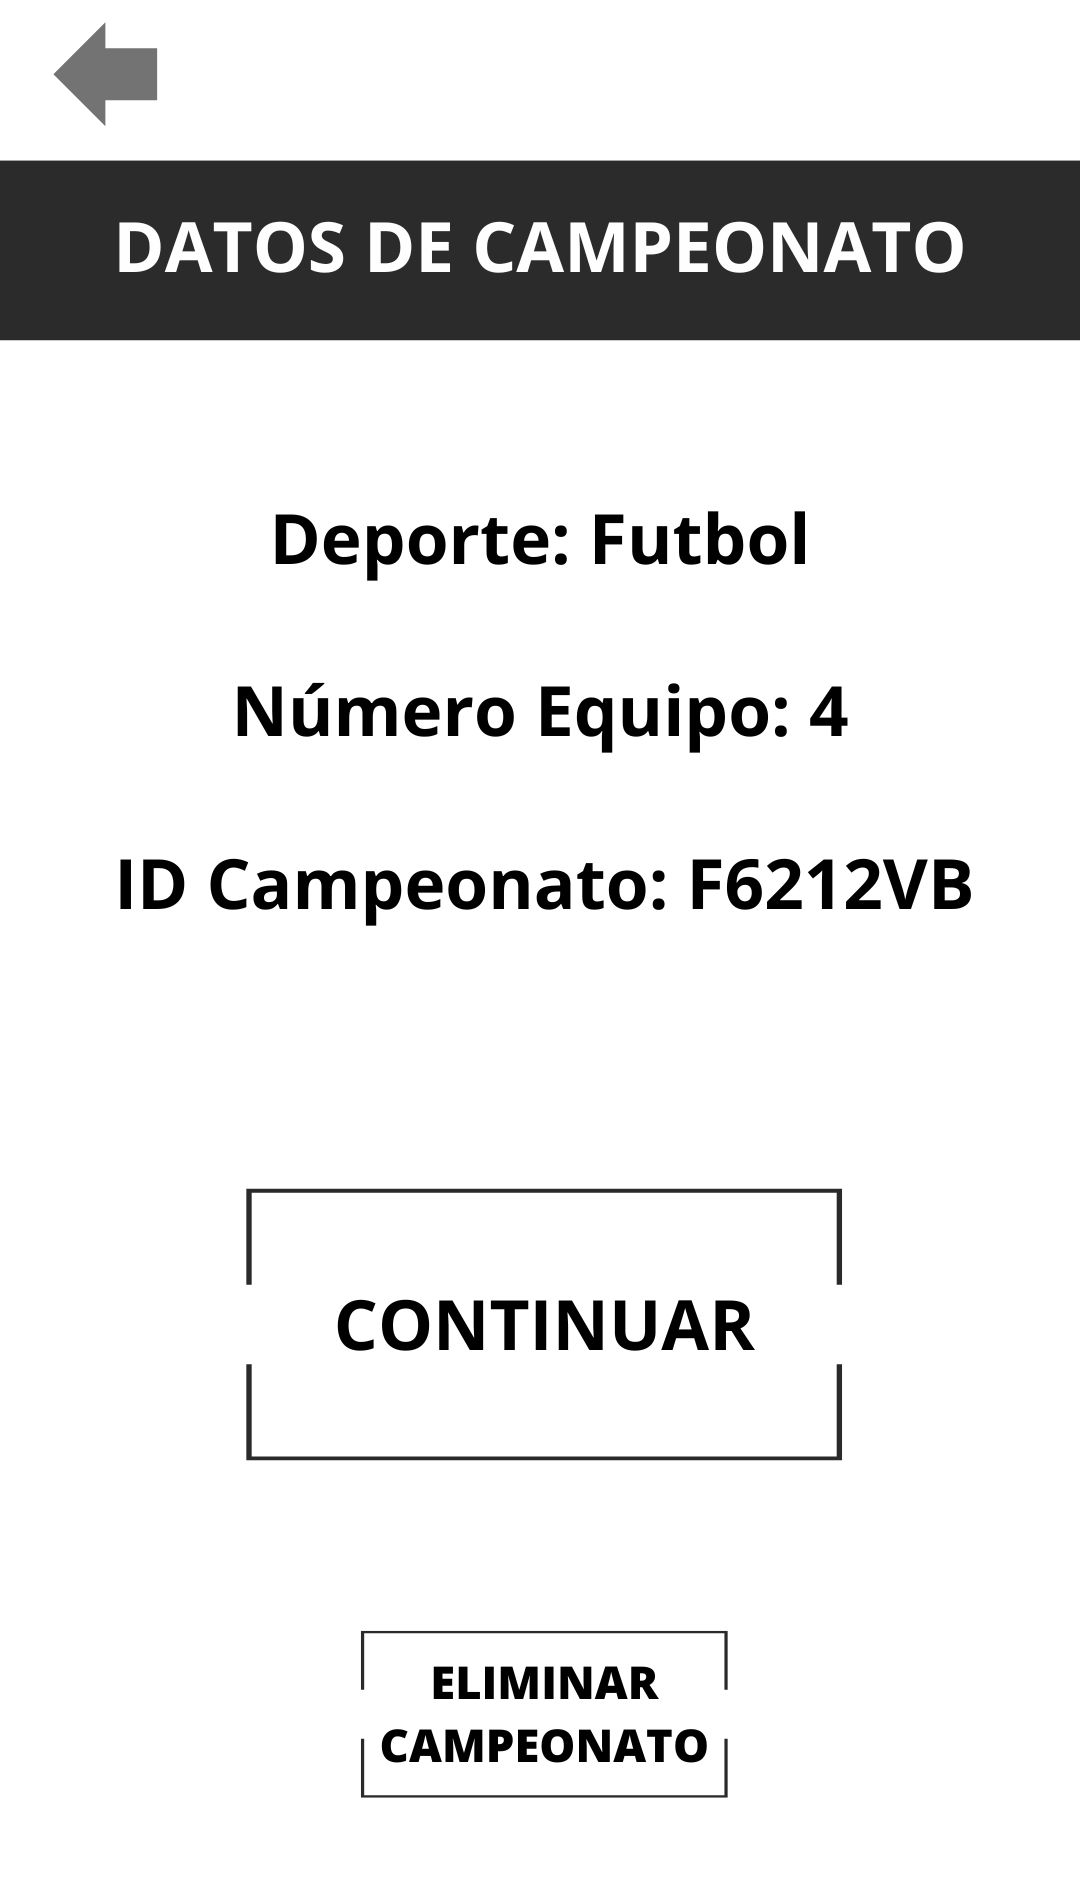 DATOS DE CAMPEONATO
Deporte: Futbol
Número Equipo: 4
ID Campeonato: F6212VB
CONTINUAR
ELIMINAR
CAMPEONATO